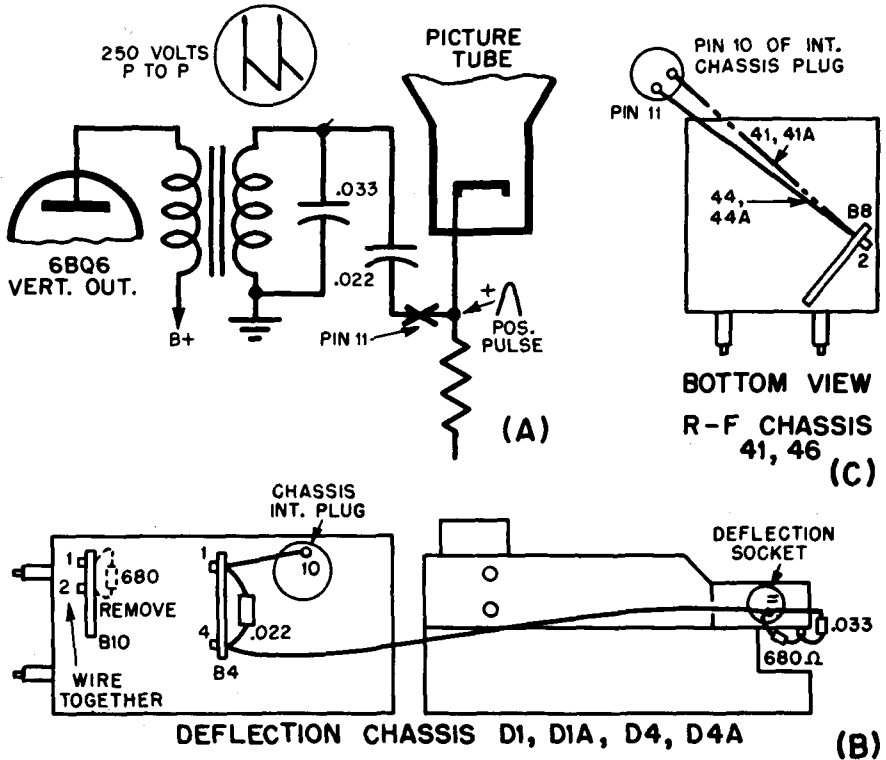 250 VOLTS
P TO P
PICTURE
TUBE
PIN 10 OF INT.
CHASSIS PLUG
PIN 11
41, 41A
44,
44A
B8
2
.033
.022
6BQ6
VERT. OUT.
B+
PIN 11
+
POS.
PULSE
(A)
BOTTOM VIEW
R-F CHASSIS
41, 46
(C)
CHASSIS
INT. PLUG
DEFLECTION
SOCKET
1
2
680
REMOVE
B10
WIRE
TOGETHER
1
10
4
.022
B4
.033
680Ω
DEFLECTION CHASSIS D1, D1A, D4, D4A
(B)